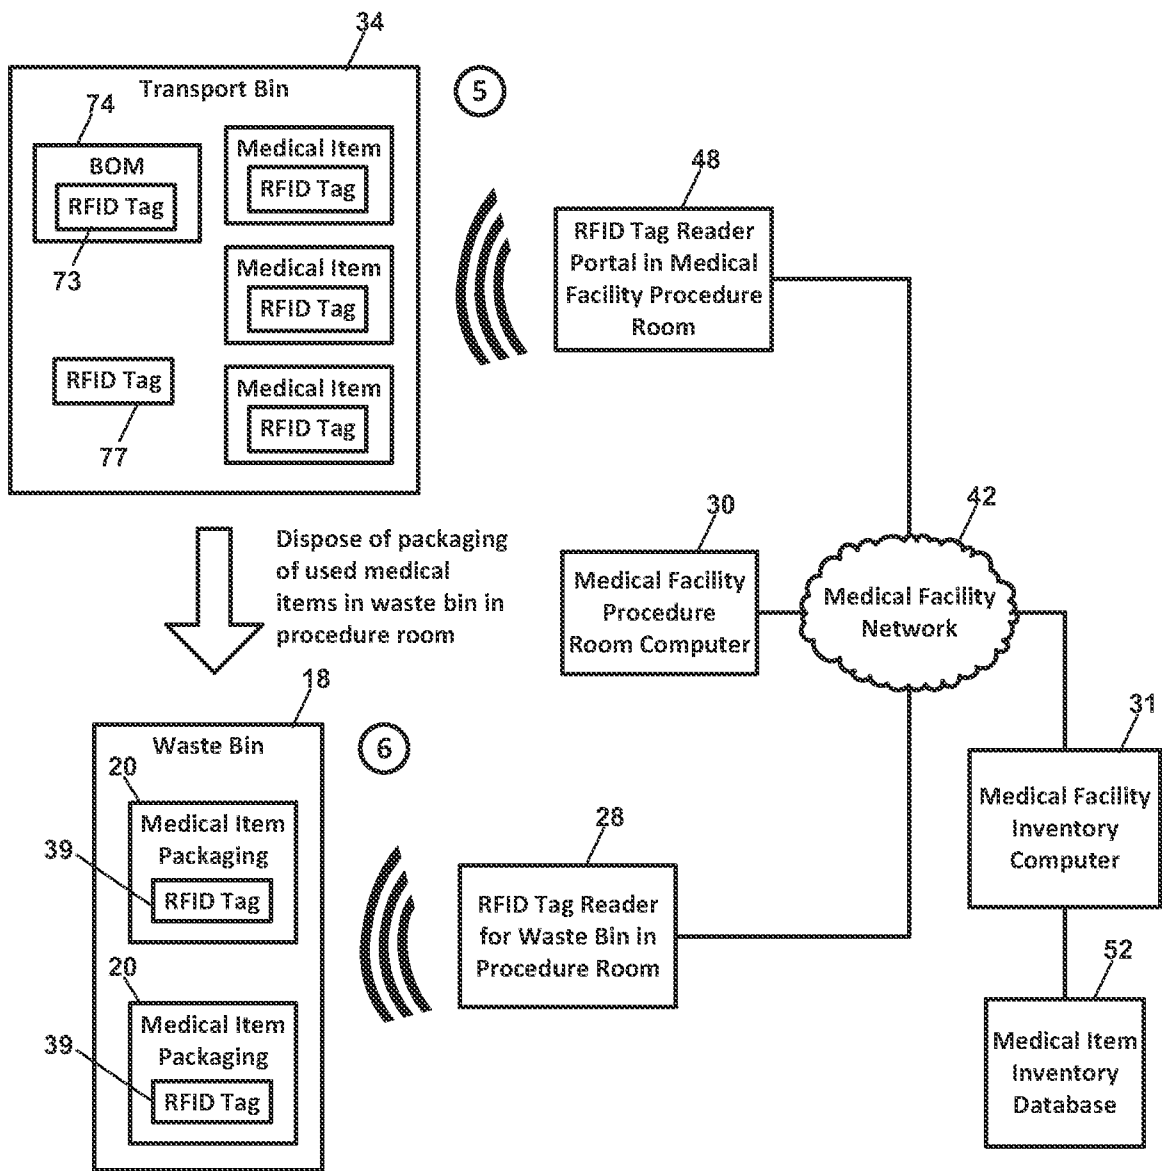 34
Transport Bin
5
74
BOM
RFID Tag
73
RFID Tag
77
Medical Item
RFID Tag
Medical Item
RFID Tag
Medical Item
RFID Tag
48
RFID Tag Reader
Portal in Medical
Facility Procedure
Room
Dispose of packaging
of used medical
items in waste bin in
procedure room
30
Medical Facility
Procedure
Room Computer
42
Medical Facility
Network
18
Waste Bin
6
20
Medical Item
Packaging
39
RFID Tag
20
Medical Item
Packaging
39
RFID Tag
28
RFID Tag Reader
for Waste Bin in
Procedure Room
31
Medical Facility
Inventory
Computer
52
Medical Item
Inventory
Database